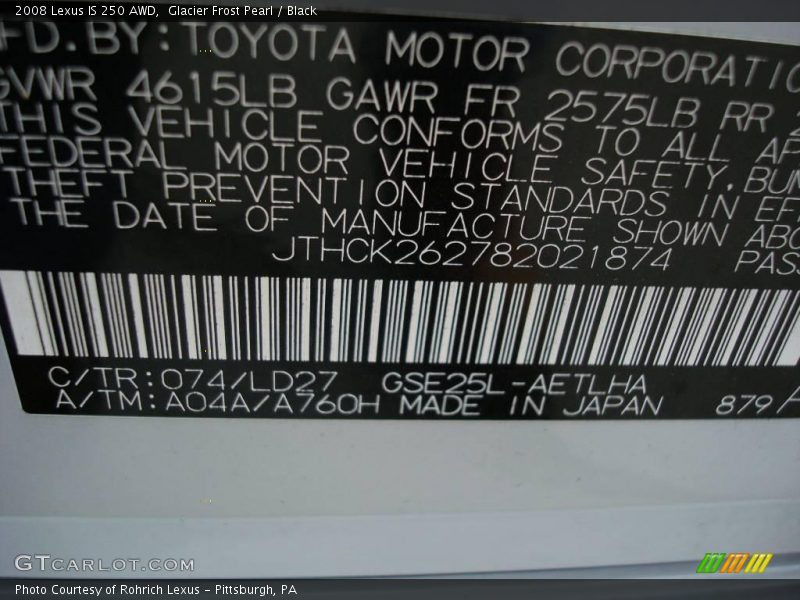 2008 Lexus IS 250 AWD, Glacier Frost Pearl / Black
FD. BY: TOYOTA MOTOR CORPORATIO
GVWR 4615LB GAWR FR 2575LB RR 2
THIS VEHICLE CONFORMS TO ALL AP
FEDERAL MOTOR VEHICLE SAFETY, BUM
THEFT PREVENTION STANDARDS IN EF
THE DATE OF MANUFACTURE SHOWN ABO
JTHCK262782021874 PASS
C/TR: 074/LD27 GSE25L-AETLHA
A/TM: A04A/A760H MADE IN JAPAN 879 A
GTCARLOT.COM
Photo Courtesy of Rohrich Lexus - Pittsburgh, PA